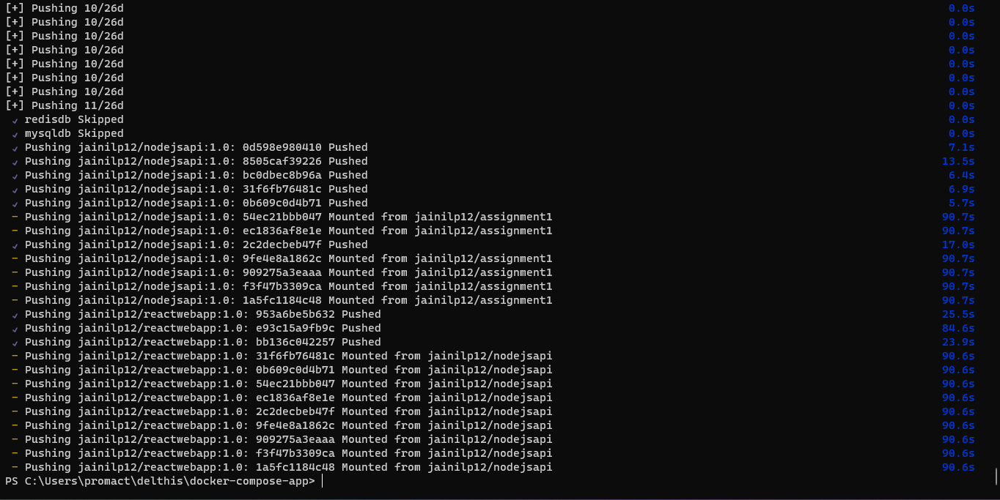 [+] Pushing 10/26d 0.0s
[+] Pushing 10/26d 0.0s
[+] Pushing 10/26d 0.0s
[+] Pushing 10/26d 0.0s
[+] Pushing 10/26d 0.0s
[+] Pushing 10/26d 0.0s
[+] Pushing 10/26d 0.0s
[+] Pushing 11/26d 0.0s
✓ redisdb Skipped 0.0s
✓ mysqldb Skipped 0.0s
✓ Pushing jainilp12/nodejsapi:1.0: 0d598e980410 Pushed 7.1s
✓ Pushing jainilp12/nodejsapi:1.0: 8505caf39226 Pushed 13.5s
✓ Pushing jainilp12/nodejsapi:1.0: bc0dbec8b96a Pushed 6.4s
✓ Pushing jainilp12/nodejsapi:1.0: 31f6fb76481c Pushed 6.9s
✓ Pushing jainilp12/nodejsapi:1.0: 0b609c0d4b71 Pushed 5.7s
- Pushing jainilp12/nodejsapi:1.0: 54ec21bbb047 Mounted from jainilp12/assignment1 90.7s
- Pushing jainilp12/nodejsapi:1.0: ec1836af8e1e Mounted from jainilp12/assignment1 90.7s
✓ Pushing jainilp12/nodejsapi:1.0: 2c2decbeb47f Pushed 17.0s
- Pushing jainilp12/nodejsapi:1.0: 9fe4e8a1862c Mounted from jainilp12/assignment1 90.7s
- Pushing jainilp12/nodejsapi:1.0: 909275a3eaaa Mounted from jainilp12/assignment1 90.7s
- Pushing jainilp12/nodejsapi:1.0: f3f47b3309ca Mounted from jainilp12/assignment1 90.7s
- Pushing jainilp12/nodejsapi:1.0: 1a5fc1184c48 Mounted from jainilp12/assignment1 90.7s
✓ Pushing jainilp12/reactwebapp:1.0: 953a6be5b632 Pushed 25.5s
✓ Pushing jainilp12/reactwebapp:1.0: e93c15a9fb9c Pushed 84.6s
✓ Pushing jainilp12/reactwebapp:1.0: bb136c042257 Pushed 23.9s
- Pushing jainilp12/reactwebapp:1.0: 31f6fb76481c Mounted from jainilp12/nodejsapi 90.6s
- Pushing jainilp12/reactwebapp:1.0: 0b609c0d4b71 Mounted from jainilp12/nodejsapi 90.6s
- Pushing jainilp12/reactwebapp:1.0: 54ec21bbb047 Mounted from jainilp12/nodejsapi 90.6s
- Pushing jainilp12/reactwebapp:1.0: ec1836af8e1e Mounted from jainilp12/nodejsapi 90.6s
- Pushing jainilp12/reactwebapp:1.0: 2c2decbeb47f Mounted from jainilp12/nodejsapi 90.6s
- Pushing jainilp12/reactwebapp:1.0: 9fe4e8a1862c Mounted from jainilp12/nodejsapi 90.6s
- Pushing jainilp12/reactwebapp:1.0: 909275a3eaaa Mounted from jainilp12/nodejsapi 90.6s
- Pushing jainilp12/reactwebapp:1.0: f3f47b3309ca Mounted from jainilp12/nodejsapi 90.6s
- Pushing jainilp12/reactwebapp:1.0: 1a5fc1184c48 Mounted from jainilp12/nodejsapi 90.6s
PS C:\Users\promact\delthis\docker-compose-app>